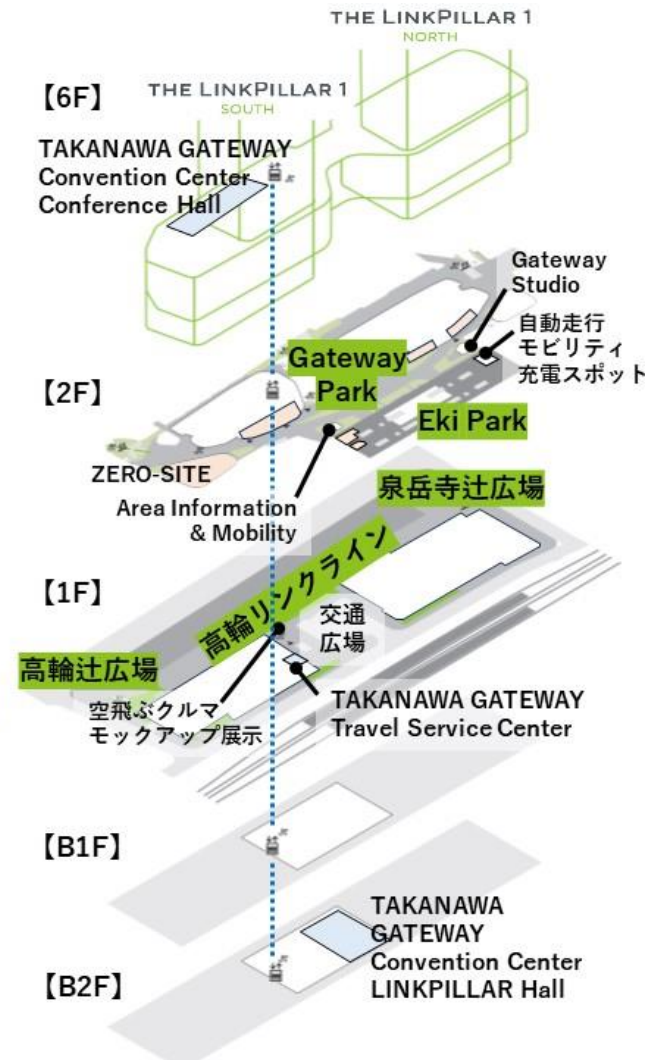 THE LINKPILLAR 1
NORTH
【6F】
THE LINKPILLAR 1
SOUTH
TAKANAWA GATEWAY
Convention Center
Conference Hall
Gateway
Studio
自動走行
モビリティ
充電スポット
Gateway
Park
【2F】
Eki Park
ZERO-SITE
Area Information
& Mobility
泉岳寺辻広場
高輪リンクライン
【1F】
交通
広場
高輪辻広場
空飛ぶクルマ
モックアップ展示
TAKANAWA GATEWAY
Travel Service Center
【B1F】
TAKANAWA
GATEWAY
Convention Center
LINKPILLAR Hall
【B2F】